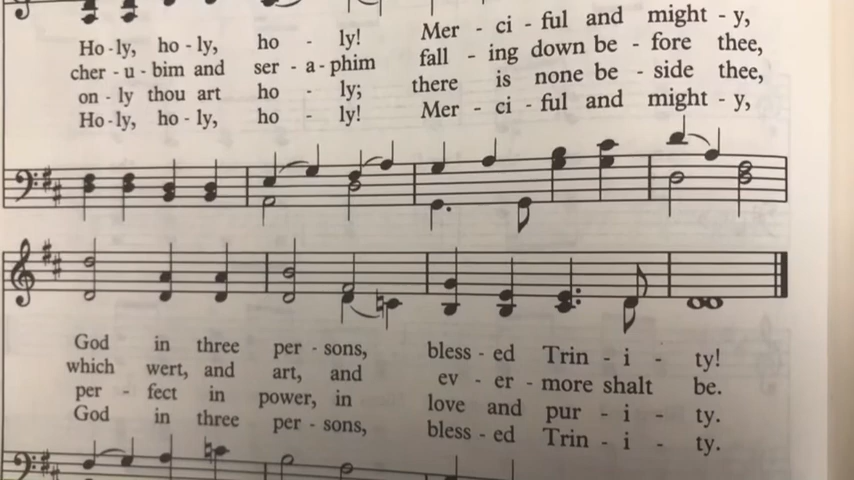 Ho - ly, ho - ly, ho - ly! Mer - ci - ful and might - y,
cher - u - bim and ser - a - phim fall - ing down be - fore thee,
on - ly thou art ho - ly; there is none be - side thee,
Ho - ly, ho - ly, ho - ly! Mer - ci - ful and might - y,
God in three per - sons, bless - ed Trin - i - ty!
which wert, and art, and ev - er - more shalt be.
per - fect in power, in love and pur - i - ty.
God in three per - sons, bless - ed Trin - i - ty.